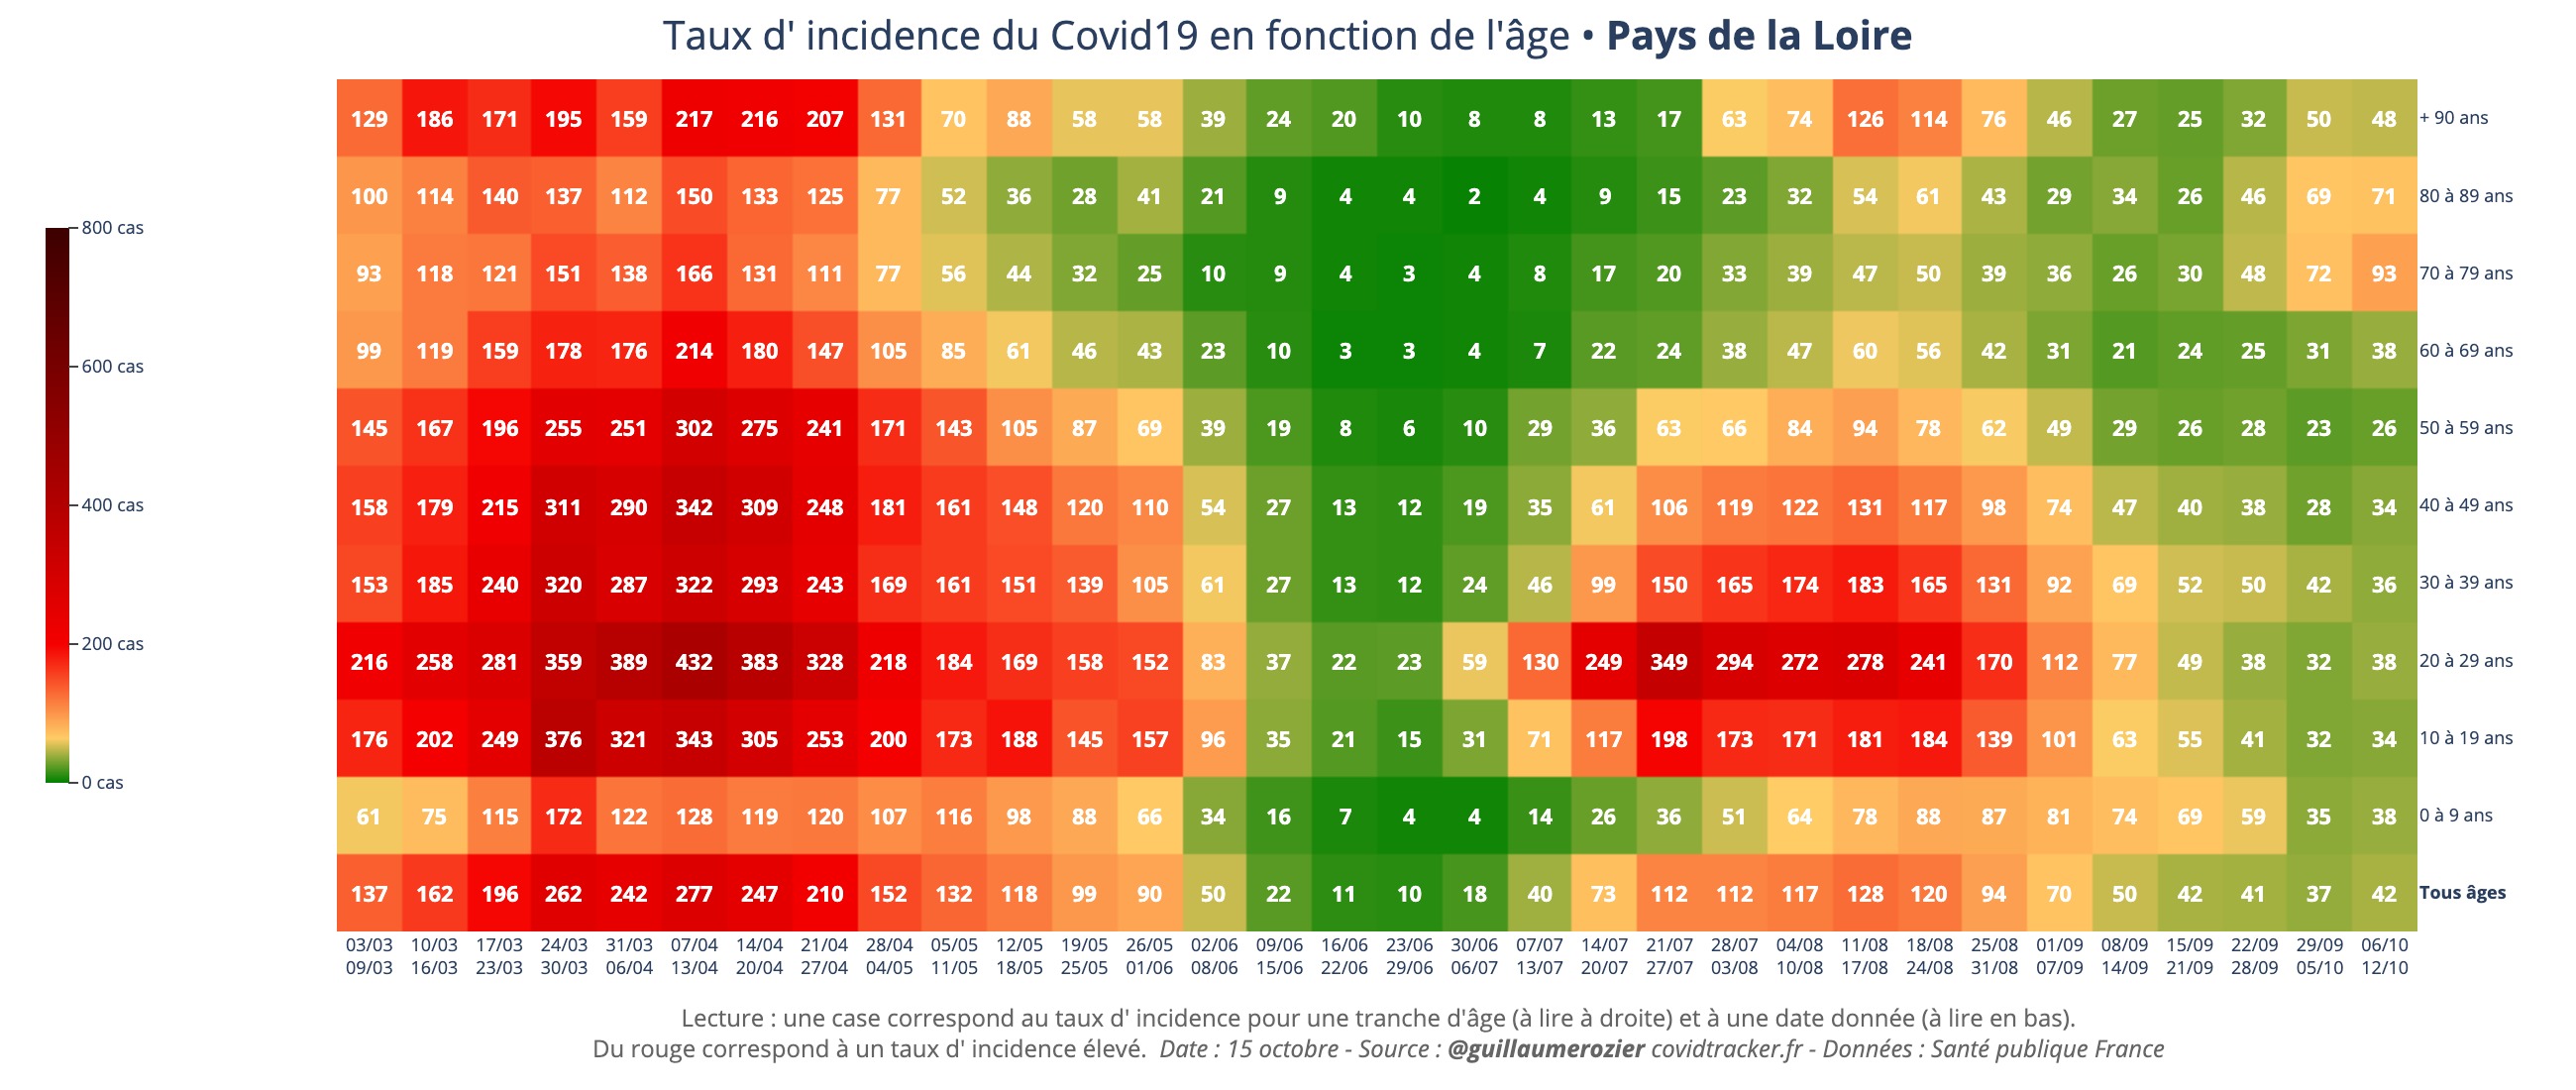 Taux d' incidence du Covid19 en fonction de l'âge • Pays de la Loire
800 cas
600 cas
400 cas
200 cas
0 cas
129 186 171 195 159 217 216 207 131 70 88 58 58 39 24 20 10 8 8 13 17 63 74 126 114 76 46 27 25 32 50 48 + 90 ans
100 114 140 137 112 150 133 125 77 52 36 28 41 21 9 4 4 2 4 9 15 23 32 54 61 43 29 34 26 46 69 71 80 à 89 ans
93 118 121 151 138 166 131 111 77 56 44 32 25 10 9 4 3 4 8 17 20 33 39 47 50 39 36 26 30 48 72 93 70 à 79 ans
99 119 159 178 176 214 180 147 105 85 61 46 43 23 10 3 3 4 7 22 24 38 47 60 56 42 31 21 24 25 31 38 60 à 69 ans
145 167 196 255 251 302 275 241 171 143 105 87 69 39 19 8 6 10 29 36 63 66 84 94 78 62 49 29 26 28 23 26 50 à 59 ans
158 179 215 311 290 342 309 248 181 161 148 120 110 54 27 13 12 19 35 61 106 119 122 131 117 98 74 47 40 38 28 34 40 à 49 ans
153 185 240 320 287 322 293 243 169 161 151 139 105 61 27 13 12 24 46 99 150 165 174 183 165 131 92 69 52 50 42 36 30 à 39 ans
216 258 281 359 389 432 383 328 218 184 169 158 152 83 37 22 23 59 130 249 349 294 272 278 241 170 112 77 49 38 32 38 20 à 29 ans
176 202 249 376 321 343 305 253 200 173 188 145 157 96 35 21 15 31 71 117 198 173 171 181 184 139 101 63 55 41 32 34 10 à 19 ans
61 75 115 172 122 128 119 120 107 116 98 88 66 34 16 7 4 4 14 26 36 51 64 78 88 87 81 74 69 59 35 38 0 à 9 ans
137 162 196 262 242 277 247 210 152 132 118 99 90 50 22 11 10 18 40 73 112 112 117 128 120 94 70 50 42 41 37 42 Tous âges
03/03 10/03 17/03 24/03 31/03 07/04 14/04 21/04 28/04 05/05 12/05 19/05 26/05 02/06 09/06 16/06 23/06 30/06 07/07 14/07 21/07 28/07 04/08 11/08 18/08 25/08 01/09 08/09 15/09 22/09 29/09 06/10
09/03 16/03 23/03 30/03 06/04 13/04 20/04 27/04 04/05 11/05 18/05 25/05 01/06 08/06 15/06 22/06 29/06 06/07 13/07 20/07 27/07 03/08 10/08 17/08 24/08 31/08 07/09 14/09 21/09 28/09 05/10 12/10
Lecture : une case correspond au taux d' incidence pour une tranche d'âge (à lire à droite) et à une date donnée (à lire en bas).
Du rouge correspond à un taux d' incidence élevé. Date : 15 octobre - Source : @guillaumerozier covidtracker.fr - Données : Santé publique France